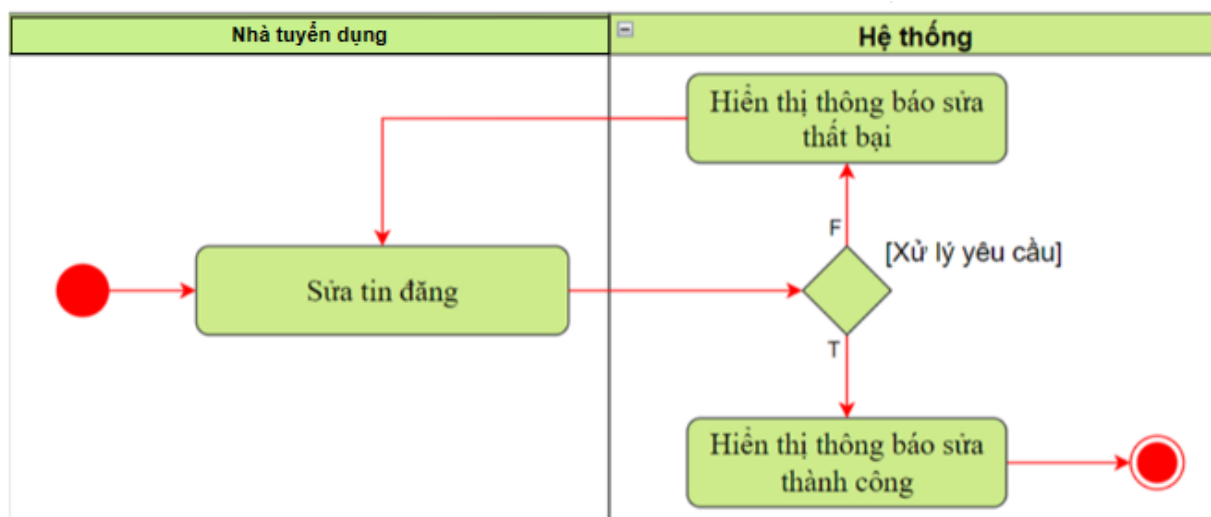 Nhà tuyển dụng
Hệ thống
Hiển thị thông báo sửa
thất bại
F
[Xử lý yêu cầu]
Sửa tin đăng
T
Hiển thị thông báo sửa
thành công